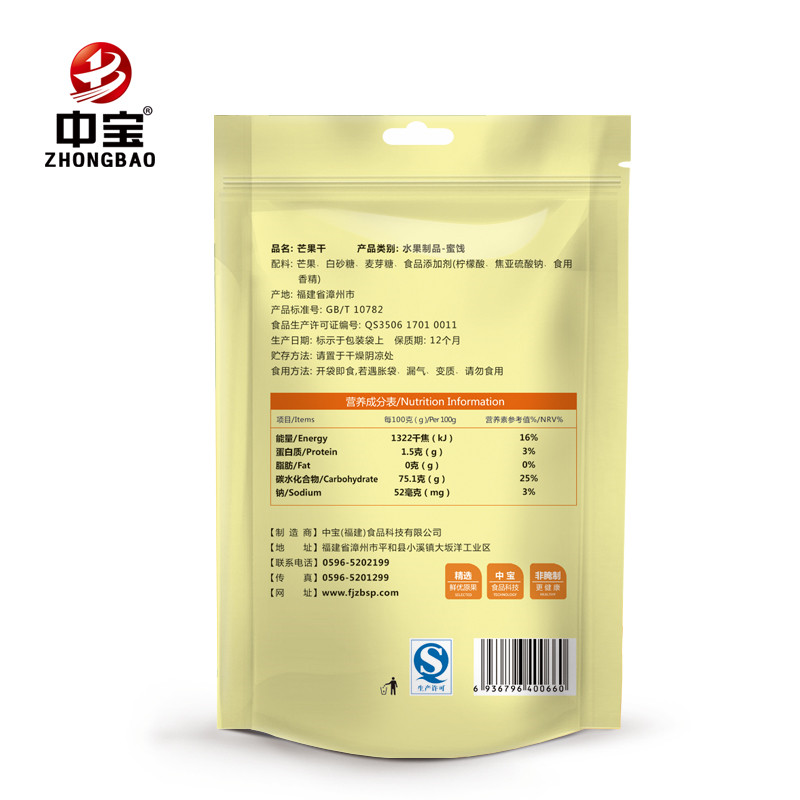 中宝®
ZHONGBAO
品名: 芒果干 产品类别: 水果制品-蜜饯
配料: 芒果、白砂糖、麦芽糖、食品添加剂(柠檬酸、焦亚硫酸钠、食用
香精)
产地: 福建省漳州市
产品标准号: GB/T 10782
食品生产许可证编号: QS3506 1701 0011
生产日期: 标示于包装袋上 保质期: 12个月
贮存方法: 请置于干燥阴凉处
食用方法: 开袋即食,若遇胀袋、漏气、变质、请勿食用
营养成分表/Nutrition Information
项目/Items 每100克(g)/Per 100g 营养素参考值%/NRV%
能量/Energy 1322千焦(kJ) 16%
蛋白质/Protein 1.5克(g) 3%
脂肪/Fat 0克(g) 0%
碳水化合物/Carbohydrate 75.1克(g) 25%
钠/Sodium 52毫克(mg) 3%
【制造商】 中宝(福建)食品科技有限公司
【地址】 福建省漳州市平和县小溪镇大坂洋工业区
【联系电话】 0596-5202199
【传真】 0596-5201299
【网址】 www.fjzbsp.com
精选 中宝 非腌制
鲜优原果 食品科技 更健康
SELECTED TECHNOLOGY HEALTHY
生产许可
6 936796 400660